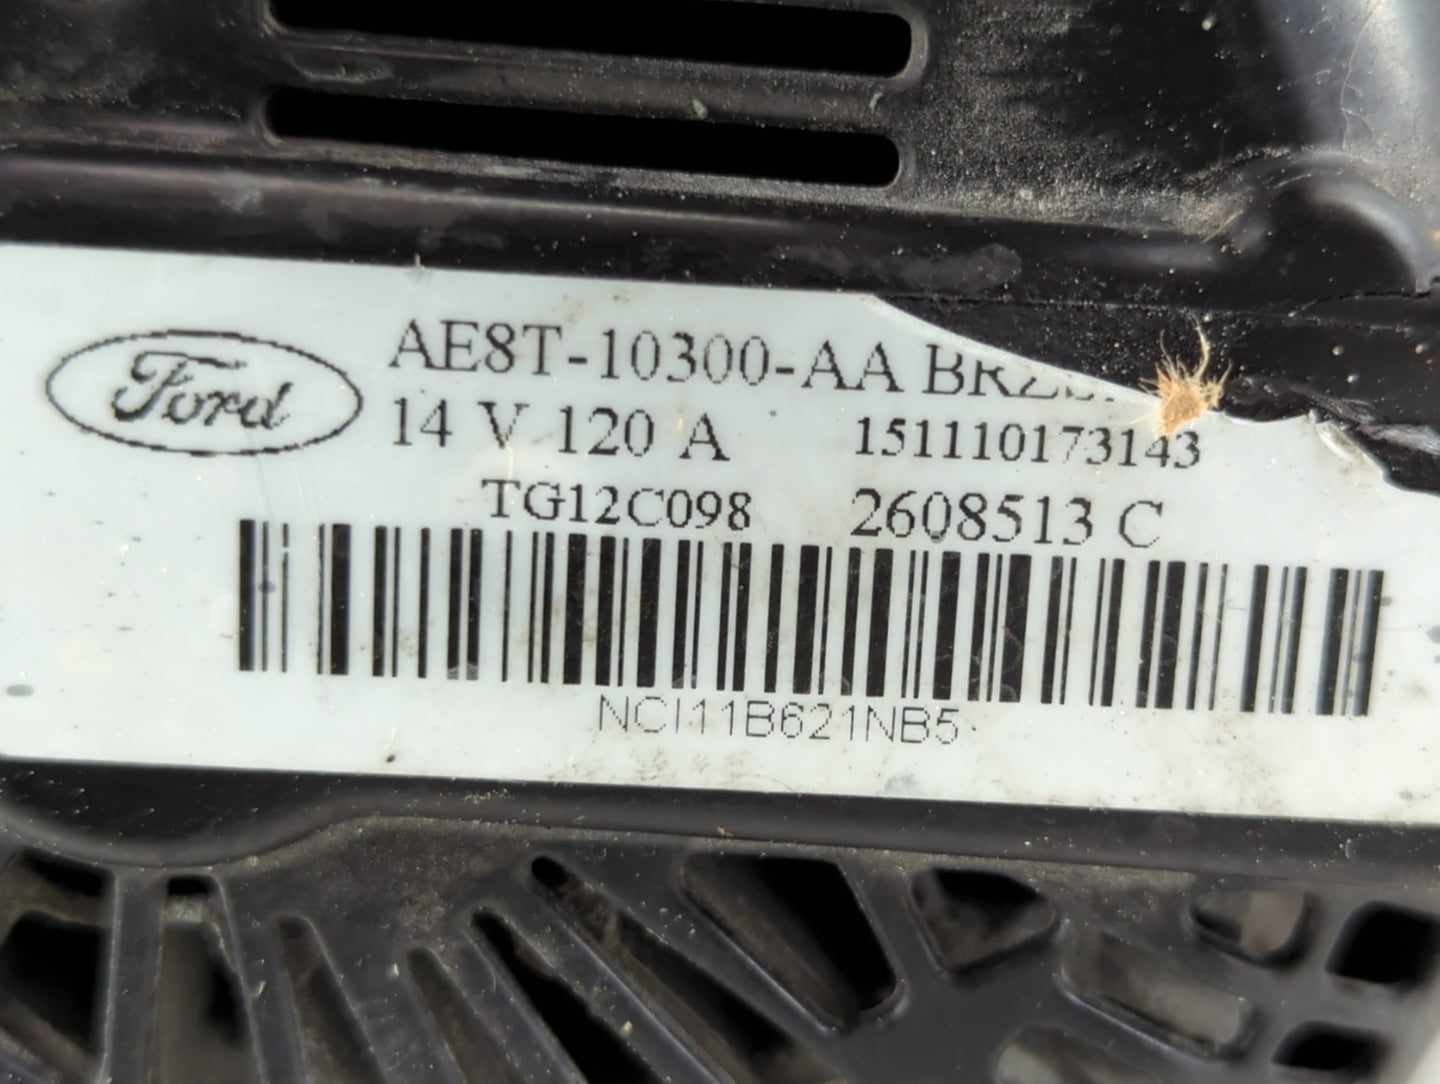 Ford
AE8T-10300-AA
14 V 120 A 151110173143
TG12C098 2608513 C
NCI11B621NB5